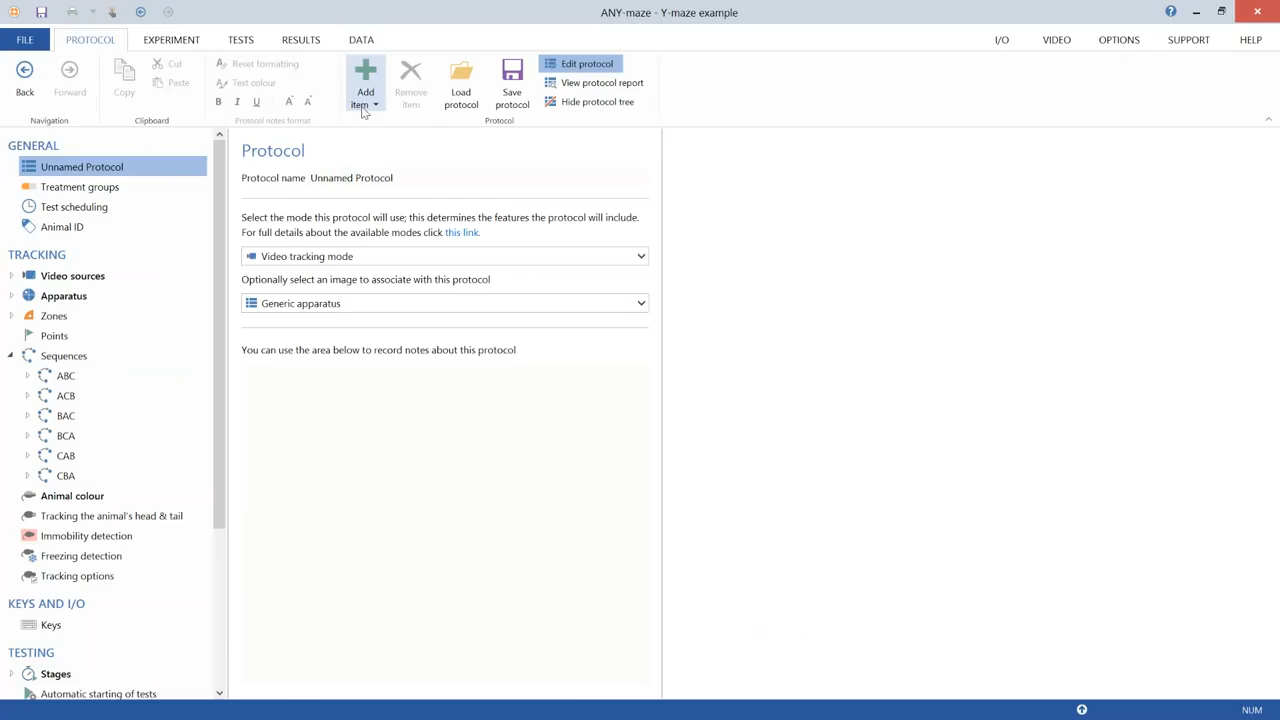 ANY-maze - Y-maze example
FILE PROTOCOL EXPERIMENT TESTS RESULTS DATA I/O VIDEO OPTIONS SUPPORT HELP
Back
Forward
Navigation
Copy
Cut
Paste
Clipboard
Reset formatting
Text colour
B I U A A
Protocol notes format
Add item
Remove item
Load protocol
Save protocol
Edit protocol
View protocol report
Hide protocol tree
Protocol
GENERAL
Unnamed Protocol
Treatment groups
Test scheduling
Animal ID
TRACKING
Video sources
Apparatus
Zones
Points
Sequences
ABC
ACB
BAC
BCA
CAB
CBA
Animal colour
Tracking the animal's head & tail
Immobility detection
Freezing detection
Tracking options
KEYS AND I/O
Keys
TESTING
Stages
Automatic starting of tests
Protocol
Protocol name Unnamed Protocol
Select the mode this protocol will use; this determines the features the protocol will include.
For full details about the available modes click this link.
Video tracking mode
Optionally select an image to associate with this protocol
Generic apparatus
You can use the area below to record notes about this protocol
NUM